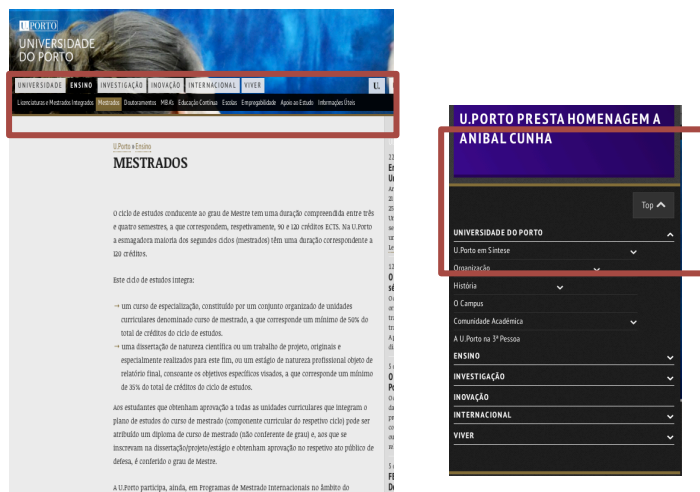 U. PORTO
UNIVERSIDADE
DO PORTO
UNIVERSIDADE ENSINO INVESTIGAÇÃO INOVAÇÃO INTERNACIONAL VIVER U.
Licenciaturas e Mestrados Integrados Mestrados Doutoramentos MBAs Educação Contínua Escolas Empregabilidade Apoio ao Estudo Informações Úteis
U.Porto » Ensino
MESTRADOS
O ciclo de estudos conducente ao grau de Mestre tem uma duração compreendida entre três
e quatro semestres, a que correspondem, respetivamente, 90 e 120 créditos ECTS. Na U.Porto
a esmagadora maioria dos segundos ciclos (mestrados) têm uma duração correspondente a
120 créditos.
Este ciclo de estudos integra:
→ um curso de especialização, constituído por um conjunto organizado de unidades
curriculares denominado curso de mestrado, a que corresponde um mínimo de 50% do
total de créditos do ciclo de estudos.
→ uma dissertação de natureza científica ou um trabalho de projeto, originais e
especialmente realizados para este fim, ou um estágio de natureza profissional objeto de
relatório final, consoante os objetivos específicos visados, a que corresponde um mínimo
de 35% do total de créditos do ciclo de estudos.
Aos estudantes que obtenham aprovação a todas as unidades curriculares que integram o
plano de estudos do curso de mestrado (componente curricular do respetivo ciclo) pode ser
atribuído um diploma de curso de mestrado (não conferente de grau) e, aos que se
inscrevam na dissertação/projeto/estágio e obtenham aprovação no respetivo ato público de
defesa, é conferido o grau de Mestre.
A U.Porto participa, ainda, em Programas de Mestrado Internacionais no âmbito do
U.PORTO PRESTA HOMENAGEM A
ANÍBAL CUNHA
Top
UNIVERSIDADE DO PORTO
U.Porto em Síntese
Organização
História
O Campus
Comunidade Académica
A U.Porto na 3ª Pessoa
ENSINO
INVESTIGAÇÃO
INOVAÇÃO
INTERNACIONAL
VIVER